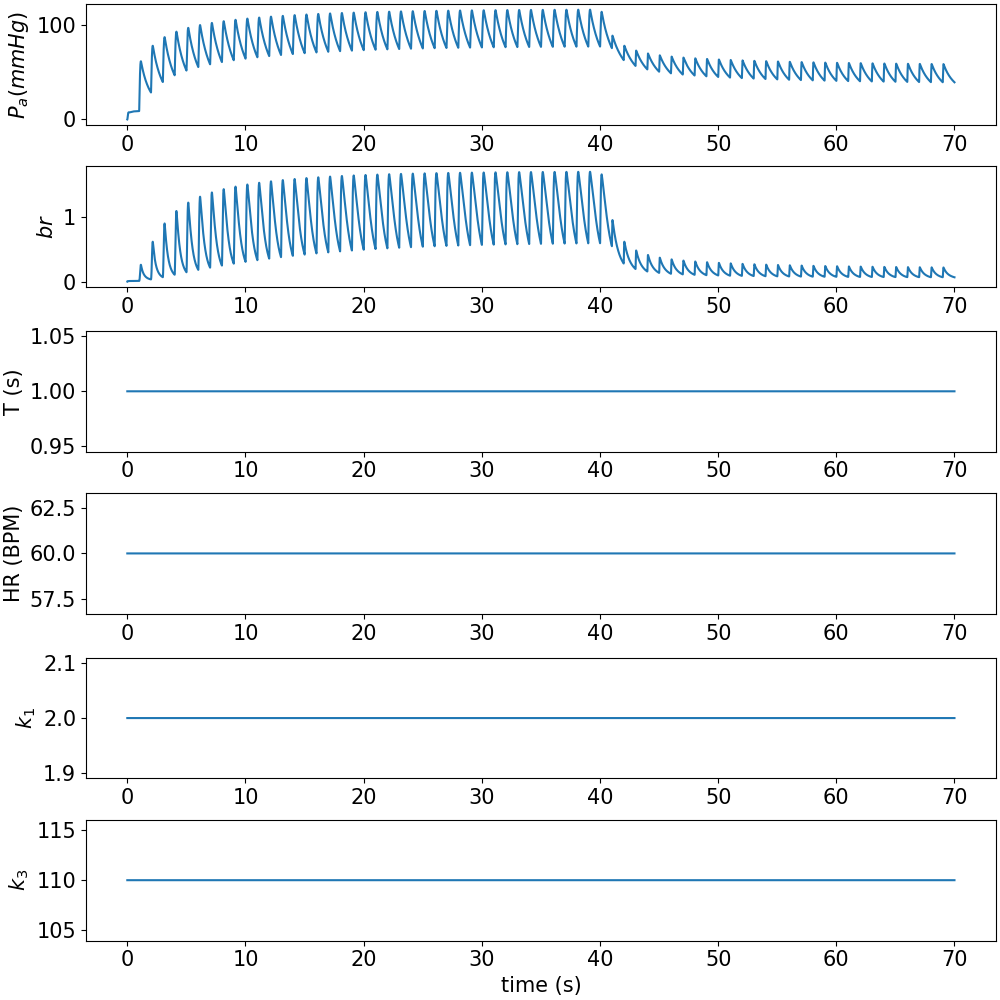 P_a(mmHg)
100
0
0 10 20 30 40 50 60 70
br
1
0
0 10 20 30 40 50 60 70
T (s)
1.05
1.00
0.95
0 10 20 30 40 50 60 70
HR (BPM)
62.5
60.0
57.5
0 10 20 30 40 50 60 70
k_1
2.1
2.0
1.9
0 10 20 30 40 50 60 70
k_3
115
110
105
0 10 20 30 40 50 60 70
time (s)